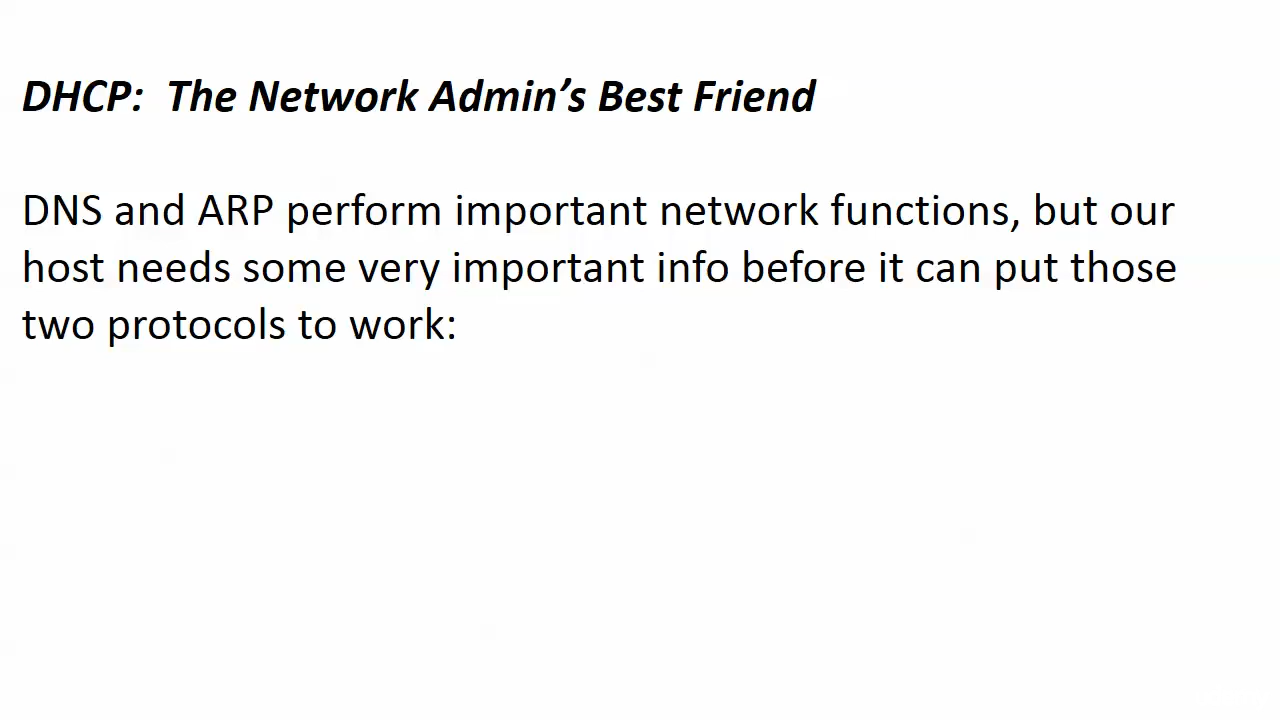 DHCP:  The Network Admin’s Best Friend
DNS and ARP perform important network functions, but our
host needs some very important info before it can put those
two protocols to work: